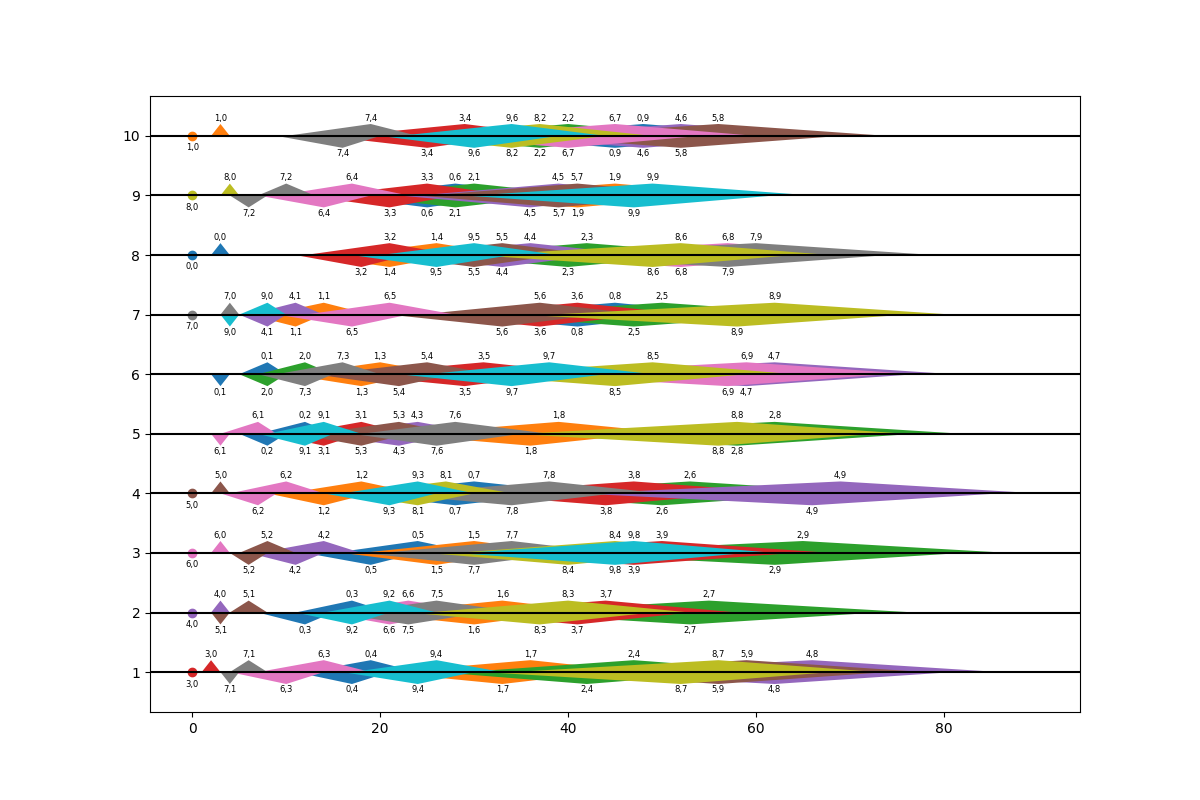 1,0 7,4 3,4 9,6 8,2 2,2 6,7 0,9 4,6 5,8
10
1,0 7,4 3,4 9,6 8,2 2,2 6,7 0,9 4,6 5,8
8,0 7,2 6,4 3,3 0,6 2,1 4,5 5,7 1,9 9,9
9
7,2 6,4 3,3 0,6 2,1 4,5 5,7 1,9 9,9
0,0 3,2 1,4 9,5 5,5 4,4 2,3 8,6 6,8 7,9
8
0,0 3,2 1,4 9,5 5,5 4,4 2,3 8,6 6,8 7,9
7,0 9,0 4,1 1,1 6,5 5,6 3,6 0,8 2,5 8,9
7
7,0 9,0 4,1 1,1 6,5 5,6 3,6 0,8 2,5 8,9
0,1 2,0 7,3 1,3 5,4 3,5 9,7 8,5 6,9 4,7
6
0,1 2,0 7,3 1,3 5,4 3,5 9,7 8,5 6,9 4,7
6,1 0,2 9,1 3,1 5,3 4,3 7,6 1,8 8,8 2,8
5
6,1 0,2 9,1 3,1 5,3 4,3 7,6 1,8 8,8 2,8
5,0 6,2 1,2 9,3 8,1 0,7 7,8 3,8 2,6 4,9
4
5,0 6,2 1,2 9,3 8,1 0,7 7,8 3,8 2,6 4,9
6,0 5,2 4,2 0,5 1,5 7,7 8,4 9,8 3,9 2,9
3
6,0 5,2 4,2 0,5 1,5 7,7 8,4 9,8 3,9 2,9
4,0 5,1 0,3 9,2 6,6 7,5 1,6 8,3 3,7 2,7
2
4,0 5,1 0,3 9,2 6,6 7,5 1,6 8,3 3,7 2,7
3,0 7,1 6,3 0,4 9,4 1,7 2,4 8,7 5,9 4,8
1
3,0 7,1 6,3 0,4 9,4 1,7 2,4 8,7 5,9 4,8
0 20 40 60 80